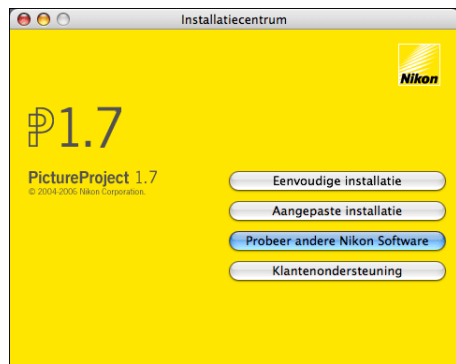 Installatiecentrum
Nikon
P1.7
PictureProject 1.7
© 2004-2006 Nikon Corporation.
Eenvoudige installatie
Aangepaste installatie
Probeer andere Nikon Software
Klantenondersteuning